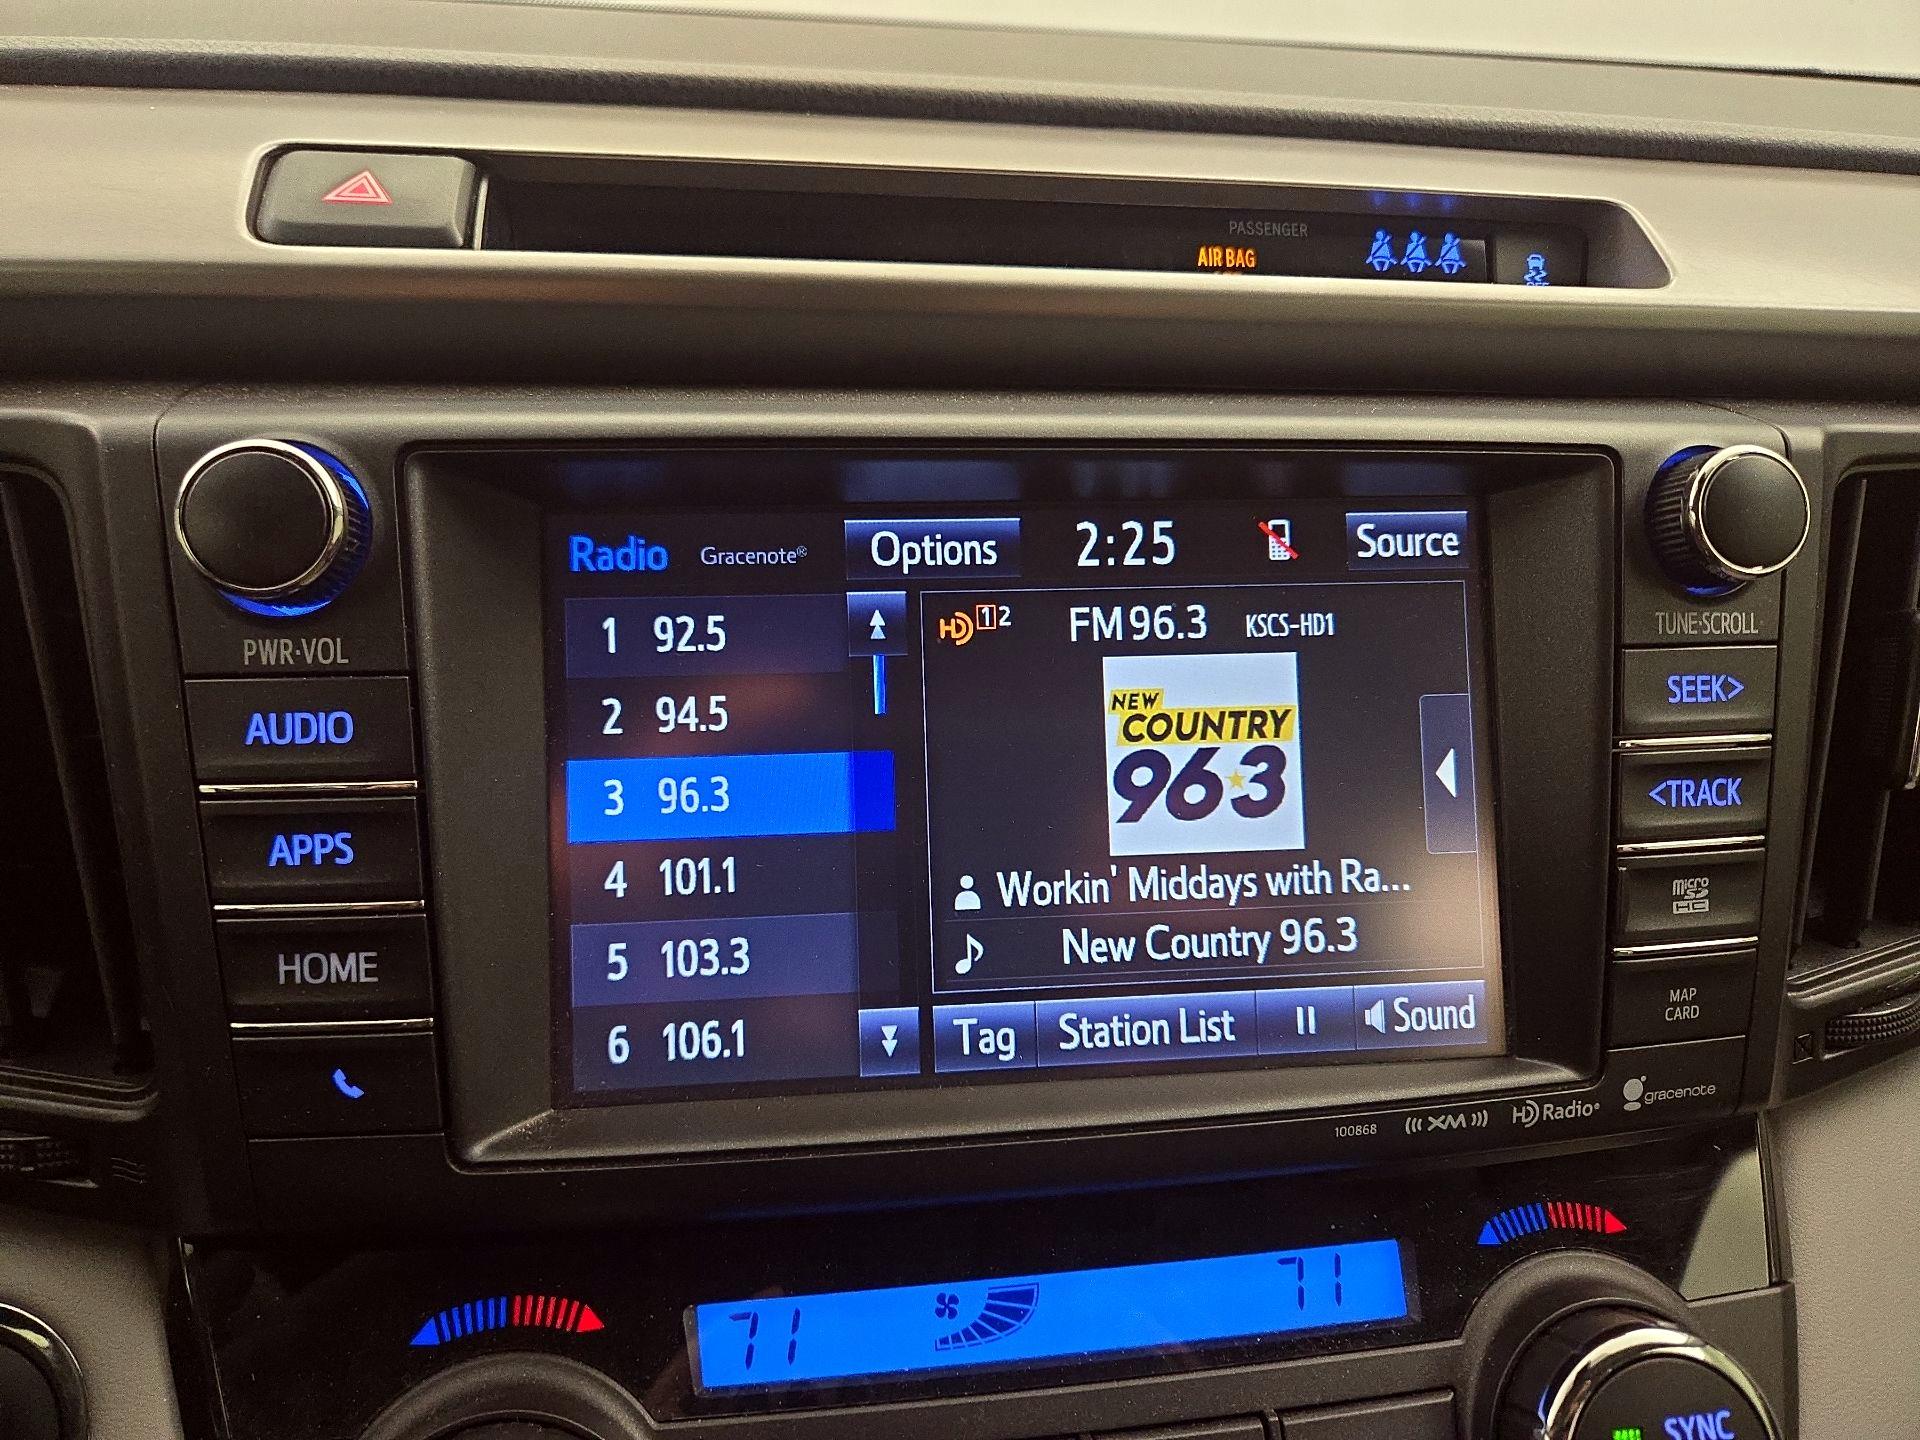 PASSENGER
AIR BAG
PWR·VOL
AUDIO
APPS
HOME
Radio Gracenote® Options 2:25 Source
1 92.5
2 94.5
3 96.3
4 101.1
5 103.3
6 106.1
HD 1 2 FM 96.3 KSCS-HD1
NEW
COUNTRY
96.3
Workin' Middays with Ra...
New Country 96.3
Tag Station List Sound
TUNE·SCROLL
SEEK>
<TRACK
micro
SD
HC
MAP
CARD
100868 XM HD Radio® gracenote
71 71
SYNC